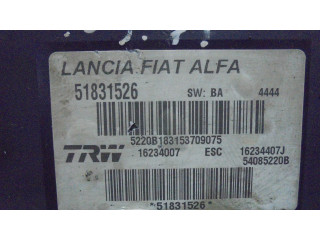 LANCIA FIAT ALFA
51831526 SW: BA 4444
5220B183153709075
TRW 16234007 ESC 16234407J
54085220B
*51831526*